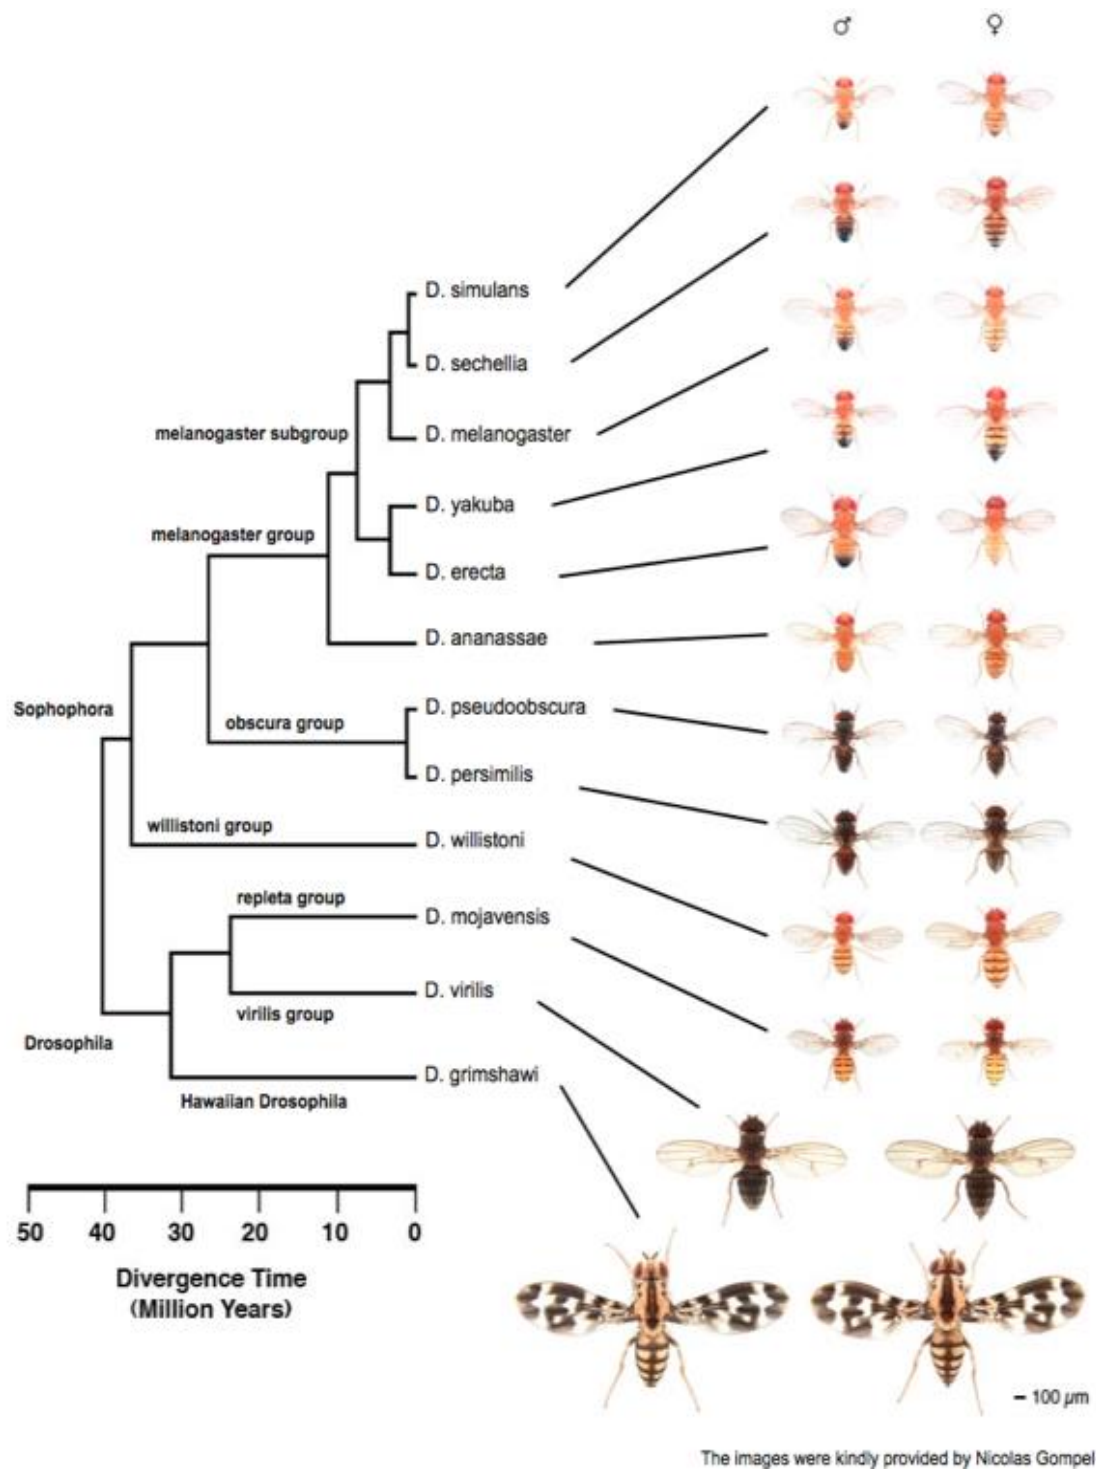 ♂ ♀
D. simulans
D. sechellia
melanogaster subgroup
D. melanogaster
D. yakuba
melanogaster group
D. erecta
D. ananassae
Sophophora
D. pseudoobscura
obscura group
D. persimilis
willistoni group
D. willistoni
repleta group
D. mojavensis
D. virilis
virilis group
Drosophila
D. grimshawi
Hawaiian Drosophila
50 40 30 20 10 0
Divergence Time
(Million Years)
100 µm
The images were kindly provided by Nicolas Gompel